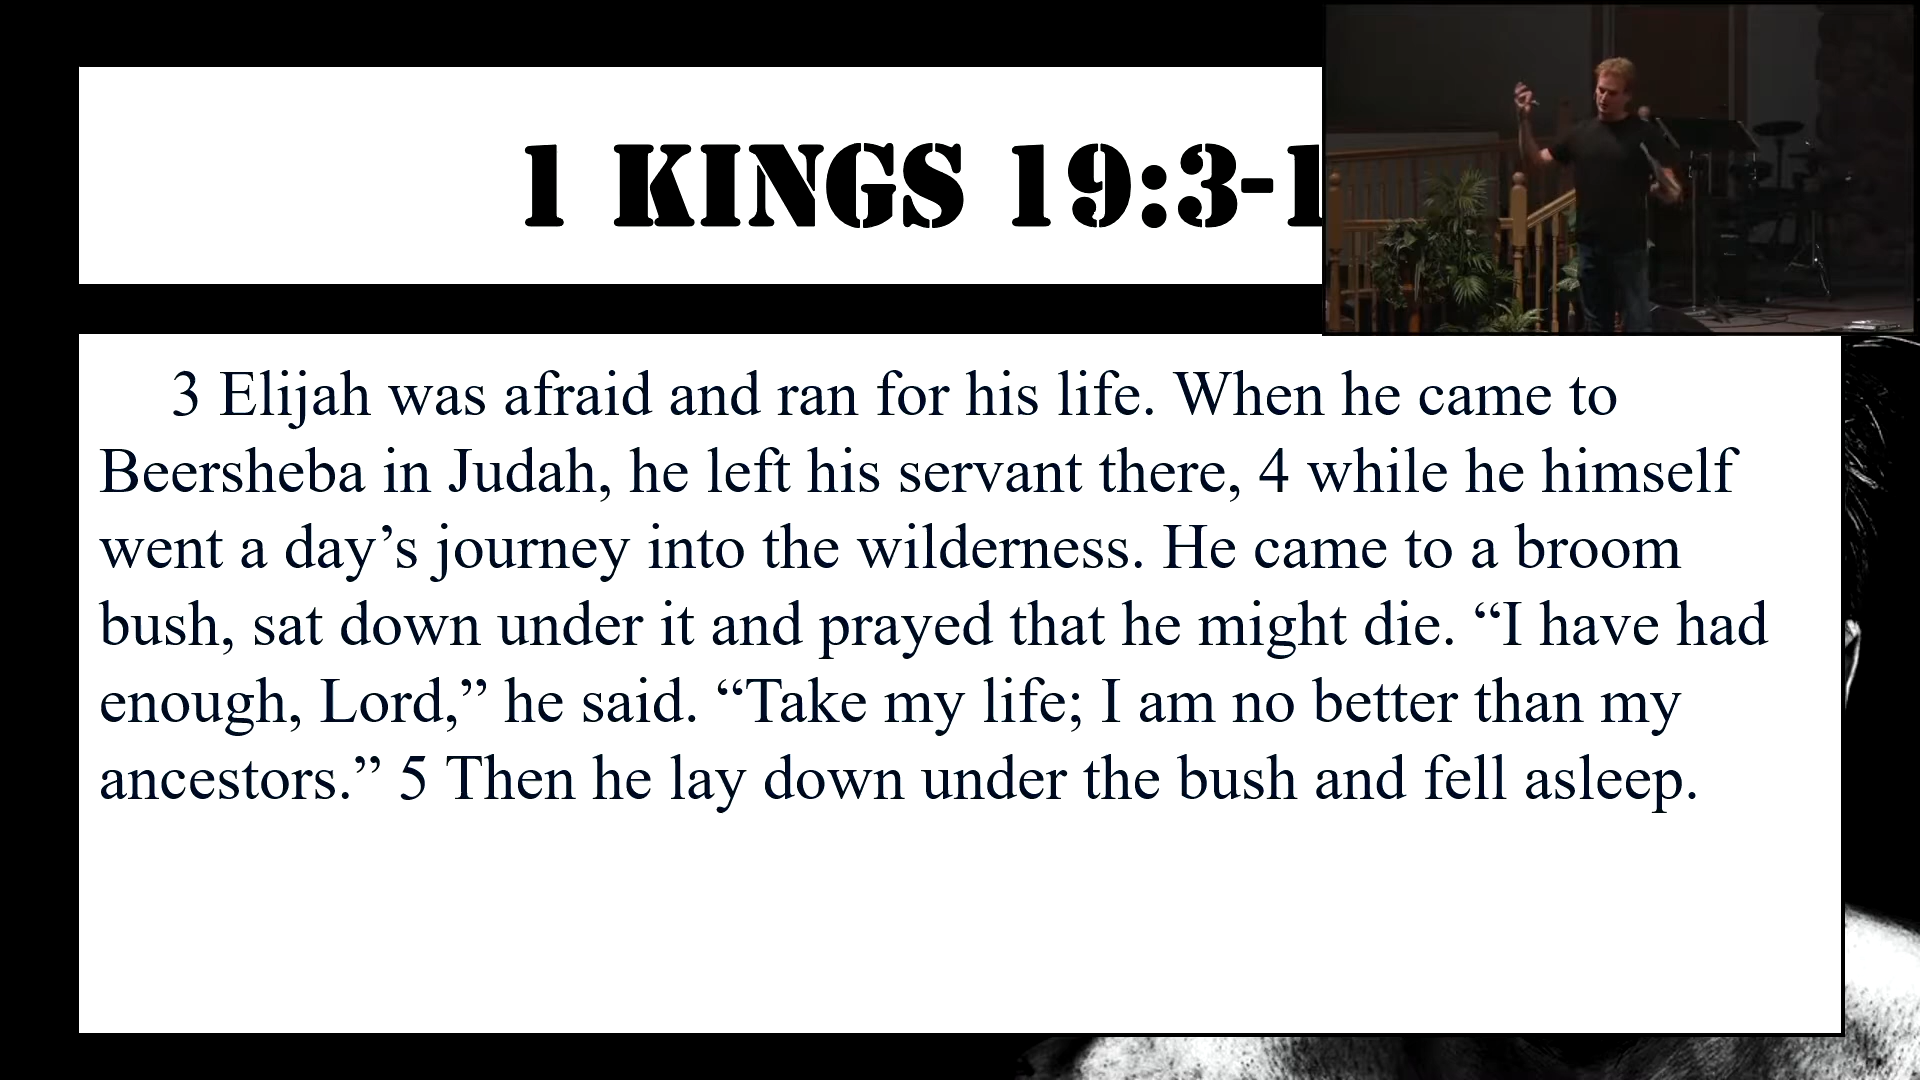 1 KINGS 19:3-1
3 Elijah was afraid and ran for his life. When he came to
Beersheba in Judah, he left his servant there, 4 while he himself
went a day’s journey into the wilderness. He came to a broom
bush, sat down under it and prayed that he might die. “I have had
enough, Lord,” he said. “Take my life; I am no better than my
ancestors.” 5 Then he lay down under the bush and fell asleep.